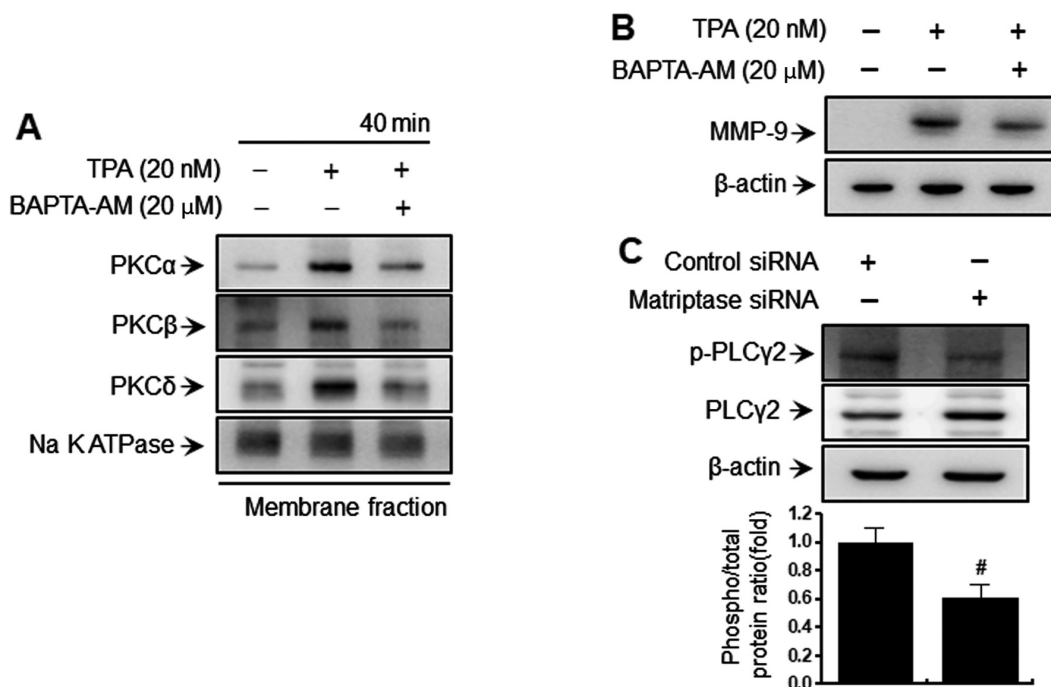 A
40 min
TPA (20 nM) – + +
BAPTA-AM (20 μM) – – +
PKCα
PKCβ
PKCδ
Na K ATPase
Membrane fraction
B
TPA (20 nM) – + +
BAPTA-AM (20 μM) – – +
MMP-9
β-actin
C
Control siRNA + –
Matriptase siRNA – +
p-PLCγ2
PLCγ2
β-actin
Phospho/total
protein ratio(fold)
1.2
1.0
0.8
0.6
0.4
0.2
0.0
#